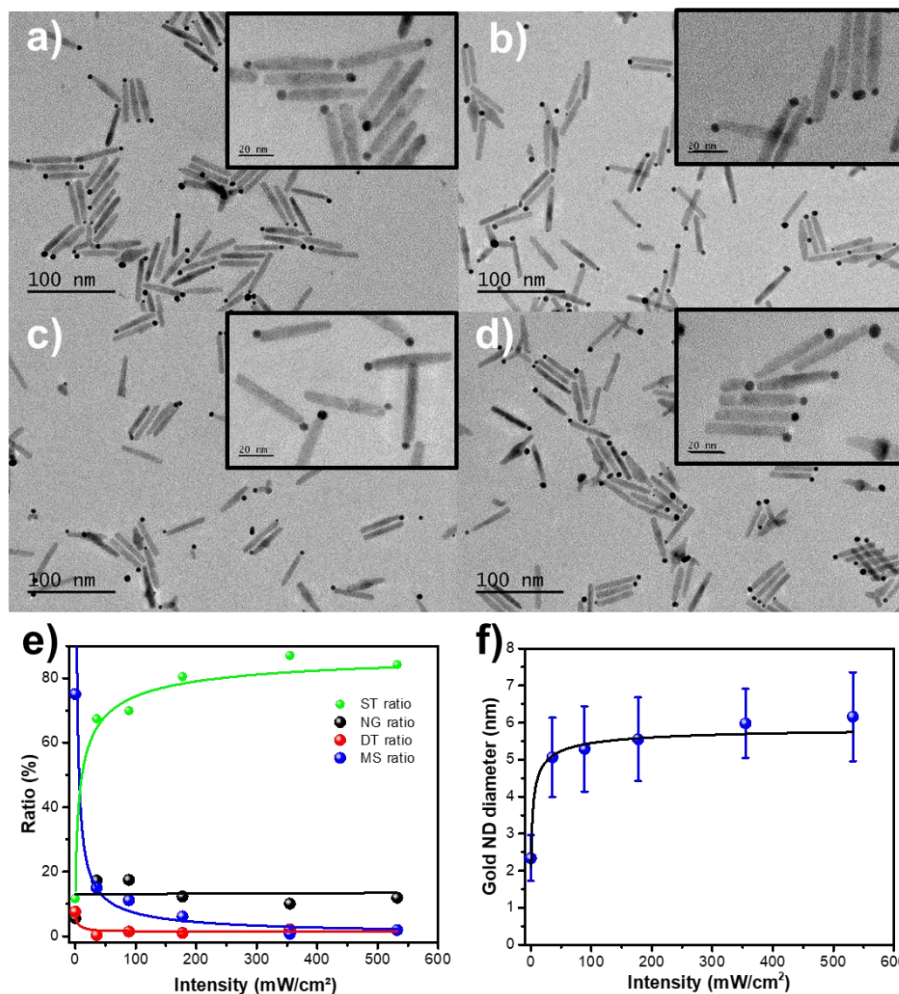 a)
20 nm
100 nm
b)
20 nm
100 nm
c)
20 nm
100 nm
d)
20 nm
100 nm
e)
80
60
40
20
0
Ratio (%)
ST ratio
NG ratio
DT ratio
MS ratio
0 100 200 300 400 500 600
Intensity (mW/cm²)
f)
8
7
6
5
4
3
2
1
0
Gold ND diameter (nm)
0 100 200 300 400 500 600
Intensity (mW/cm²)